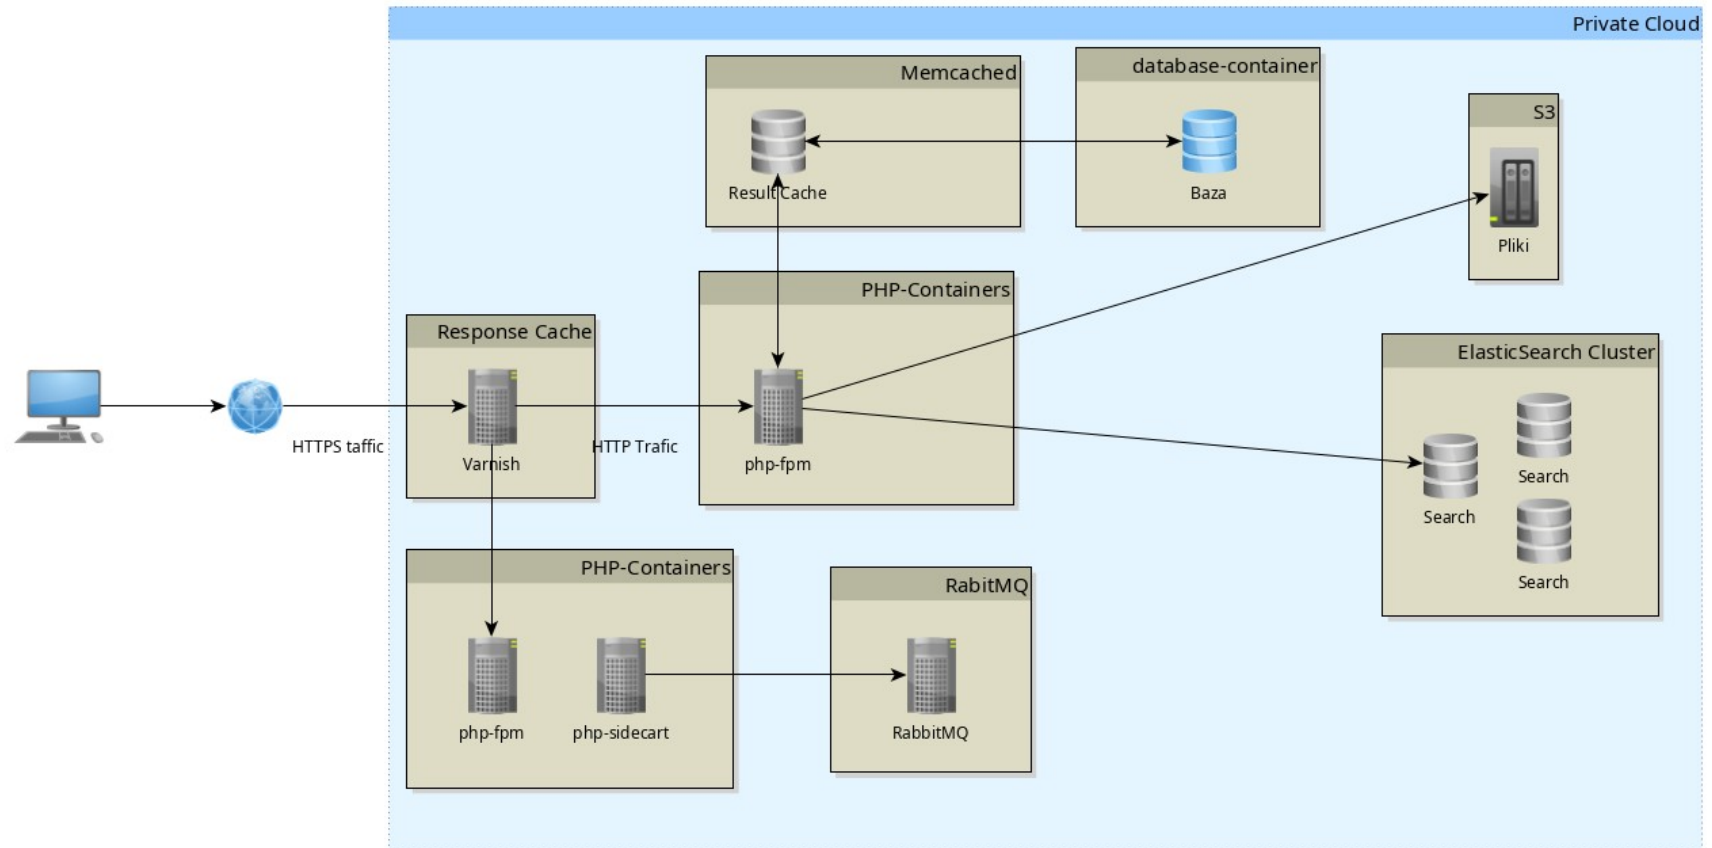 Private Cloud
Memcached
database-container
S3
Result Cache
Baza
Pliki
PHP-Containers
Response Cache
ElasticSearch Cluster
HTTPS taffic
HTTP Trafic
Varnish
php-fpm
Search
Search
Search
PHP-Containers
RabitMQ
php-fpm
php-sidecart
RabbitMQ